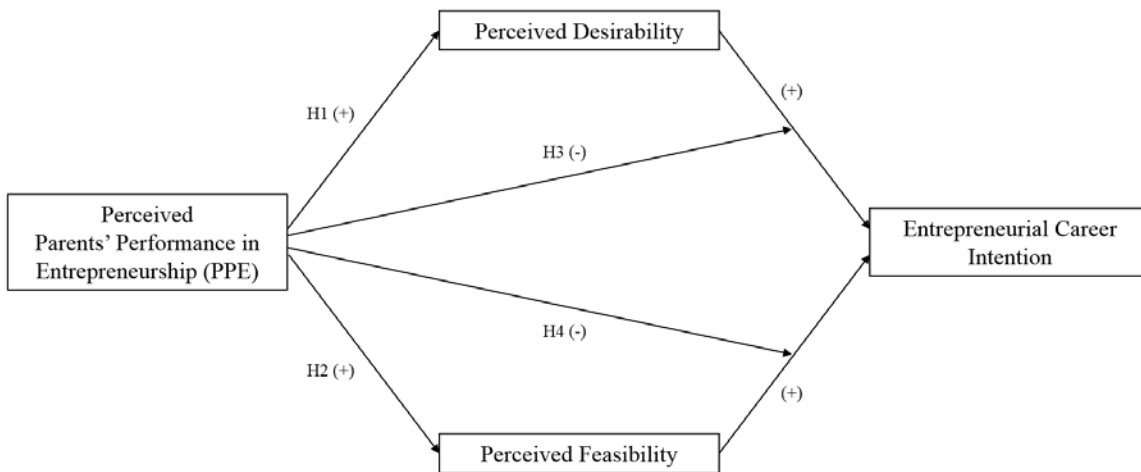 Perceived Desirability
H1 (+)
(+)
H3 (-)
Perceived
Parents’ Performance in
Entrepreneurship (PPE)
Entrepreneurial Career
Intention
H4 (-)
H2 (+)
(+)
Perceived Feasibility